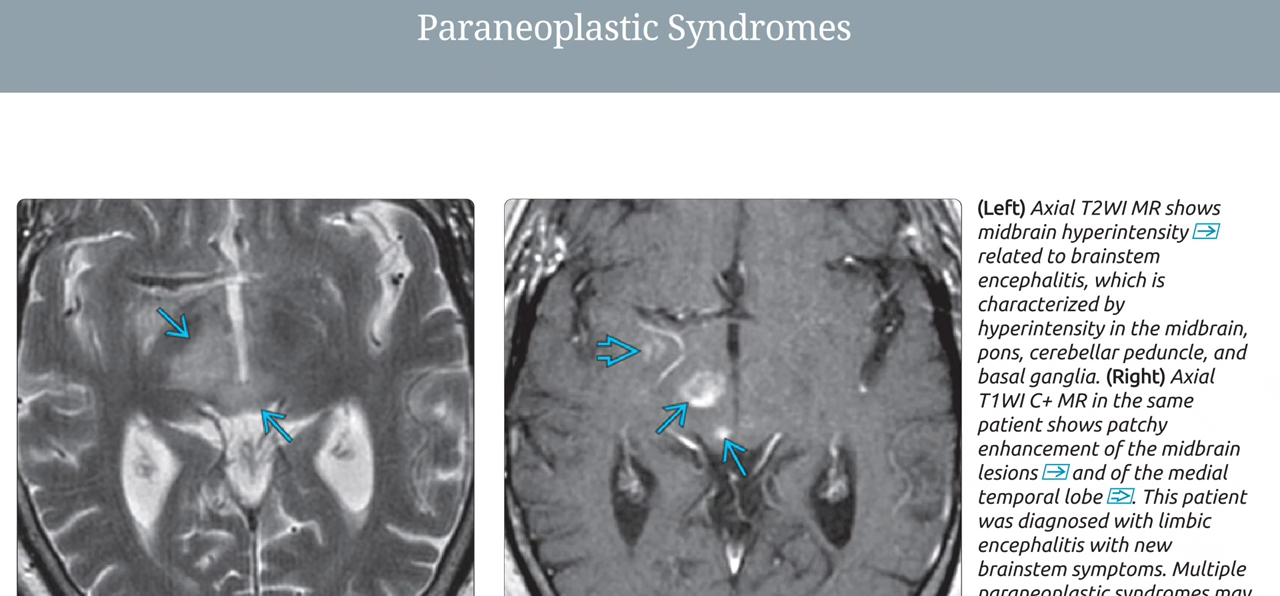 Paraneoplastic Syndromes
(Left) Axial T2WI MR shows
midbrain hyperintensity
related to brainstem
encephalitis, which is
characterized by
hyperintensity in the midbrain,
pons, cerebellar peduncle, and
basal ganglia. (Right) Axial
T1WI C+ MR in the same
patient shows patchy
enhancement of the midbrain
lesions and of the medial
temporal lobe . This patient
was diagnosed with limbic
encephalitis with new
brainstem symptoms. Multiple
paraneoplastic syndromes may